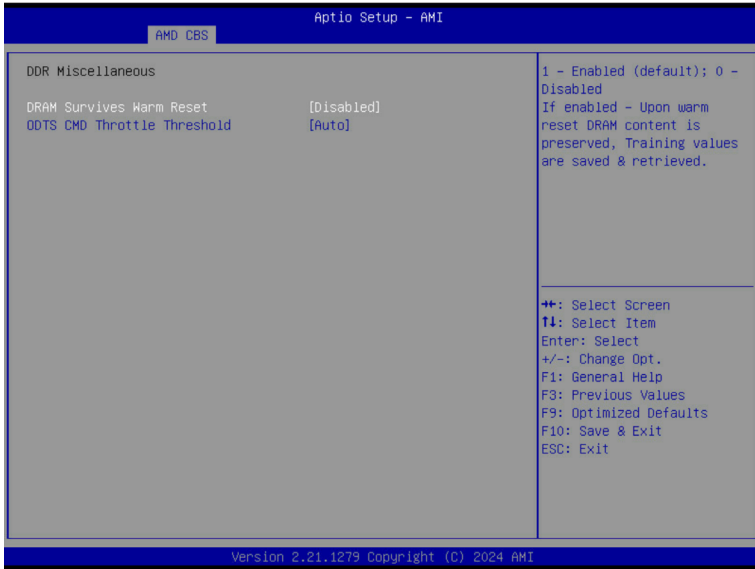 Aptio Setup – AMI
AMD CBS
DDR Miscellaneous
DRAM Survives Warm Reset [Disabled]
ODTS CMD Throttle Threshold [Auto]
1 – Enabled (default); 0 –
Disabled
If enabled – Upon warm
reset DRAM content is
preserved, Training values
are saved & retrieved.
→←: Select Screen
↑↓: Select Item
Enter: Select
+/-: Change Opt.
F1: General Help
F3: Previous Values
F9: Optimized Defaults
F10: Save & Exit
ESC: Exit
Version 2.21.1279 Copyright (C) 2024 AMI